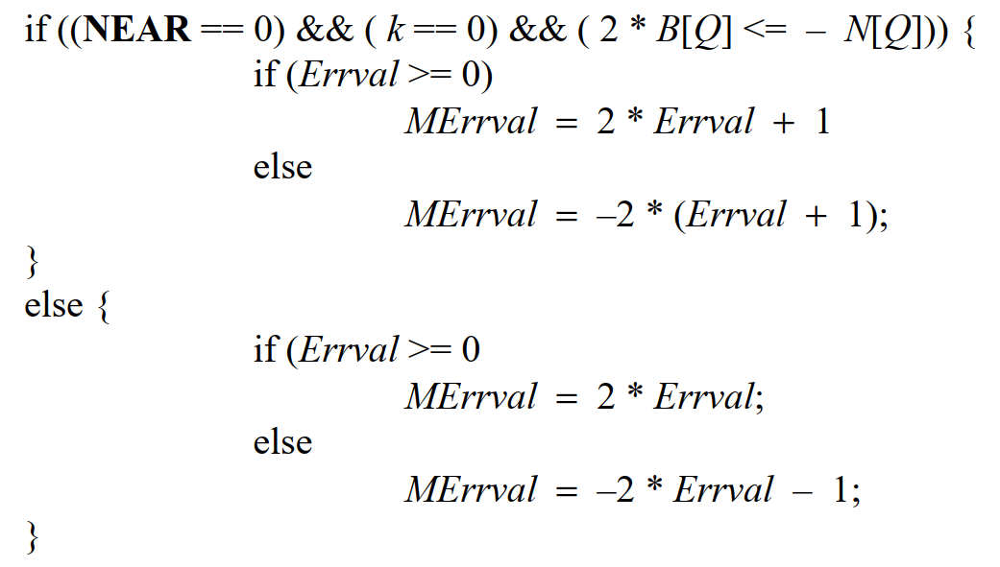 if ((NEAR == 0) && ( k == 0) && ( 2 * B[Q] <= – N[Q])) {
if (Errval >= 0)
MErrval = 2 * Errval + 1
else
MErrval = –2 * (Errval + 1);
}
else {
if (Errval >= 0
MErrval = 2 * Errval;
else
MErrval = –2 * Errval – 1;
}